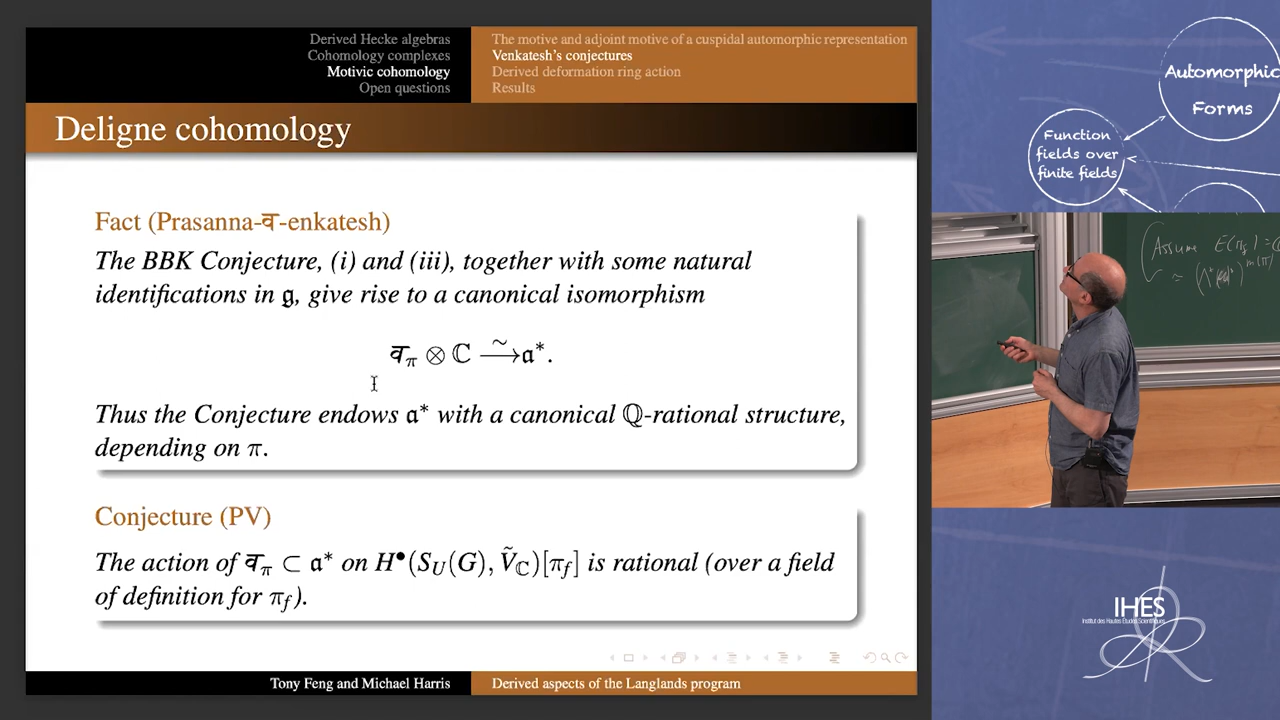 Derived Hecke algebras
Cohomology complexes
Motivic cohomology
Open questions
The motive and adjoint motive of a cuspidal automorphic representation
Venkatesh's conjectures
Derived deformation ring action
Results
Deligne cohomology
Fact (Prasanna-व-enkatesh)
The BBK Conjecture, (i) and (iii), together with some natural
identifications in 𝔤, give rise to a canonical isomorphism
व_π ⊗ ℂ ⥲ 𝔞*.
Thus the Conjecture endows 𝔞* with a canonical ℚ-rational structure,
depending on π.
Conjecture (PV)
The action of व_π ⊂ 𝔞* on H^•(S_U(G), Ṽ_ℂ)[π_f] is rational (over a field
of definition for π_f).
Tony Feng and Michael Harris
Derived aspects of the Langlands program
Automorphic
Forms
Function
fields over
finite fields
Assume
IHES
Institut des Hautes Études Scientifiques